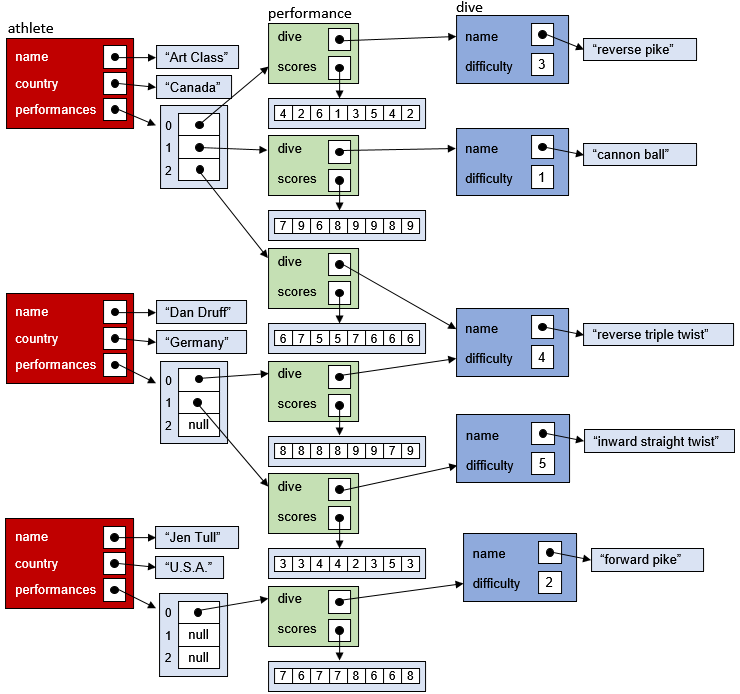 athlete
performance
dive
name
"Art Class"
country
"Canada"
performances
0
1
2
dive
scores
4 2 6 1 3 5 4 2
name
"reverse pike"
difficulty 3
dive
scores
7 9 6 8 9 9 8 9
name
"cannon ball"
difficulty 1
dive
scores
6 7 5 5 7 6 6 6
name
"Dan Druff"
country
"Germany"
performances
0
1
2 null
name
"reverse triple twist"
difficulty 4
dive
scores
8 8 8 8 9 9 7 9
name
"inward straight twist"
difficulty 5
dive
scores
3 3 4 4 2 3 5 3
name
"Jen Tull"
country
"U.S.A."
performances
0
1 null
2 null
dive
scores
7 6 7 7 8 6 6 8
name
"forward pike"
difficulty 2